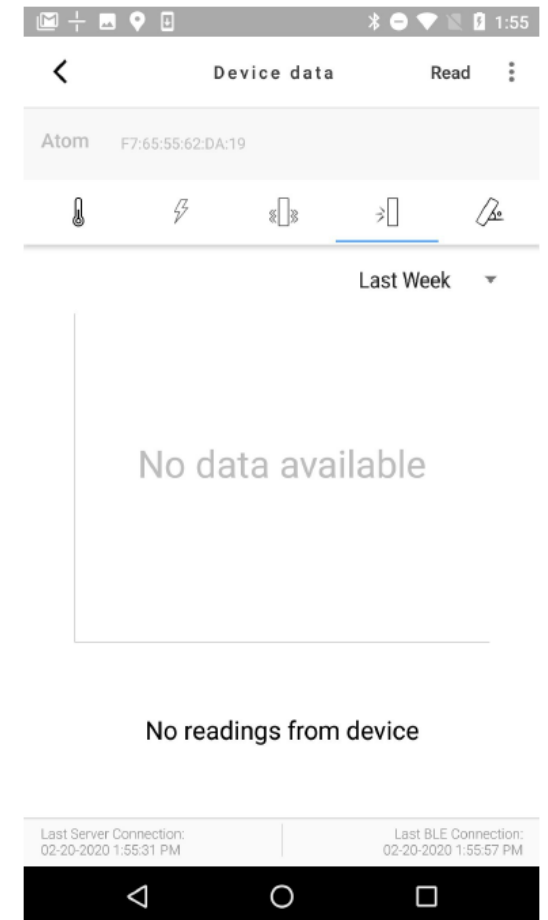 1:55
Device data Read
Atom F7:65:55:62:DA:19
Last Week
No data available
No readings from device
Last Server Connection: Last BLE Connection:
02-20-2020 1:55:31 PM 02-20-2020 1:55:57 PM